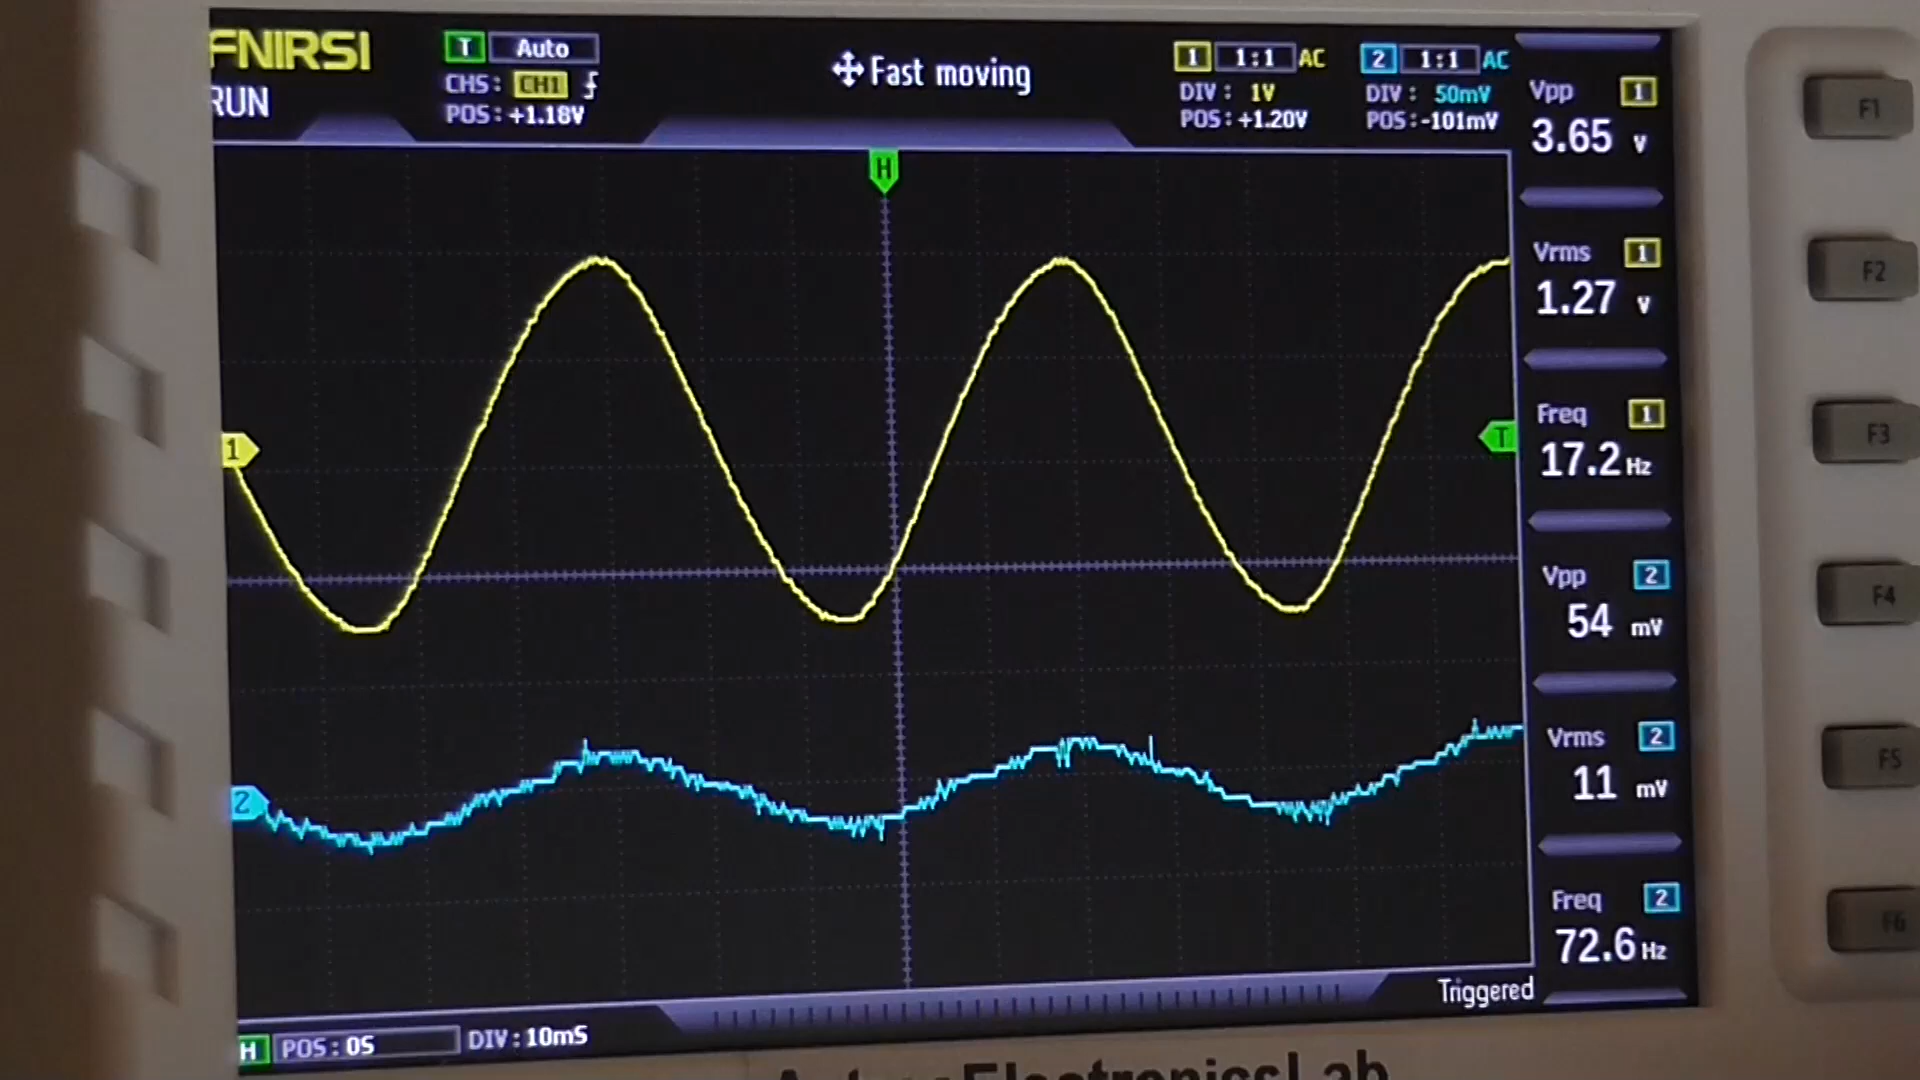 FNIRSI
RUN
T Auto
CHS: CH1
POS:+1.18V
Fast moving
1 1:1 AC
DIV: 1V
POS:+1.20V
2 1:1 AC
DIV: 50mV
POS:-101mV
Vpp 1
3.65 V
Vrms 1
1.27 V
Freq 1
17.2 Hz
Vpp 2
54 mV
Vrms 2
11 mV
Freq 2
72.6 Hz
H
1
T
2
Triggered
H POS:0S DIV:10mS
F1
F2
F3
F4
F5
F6